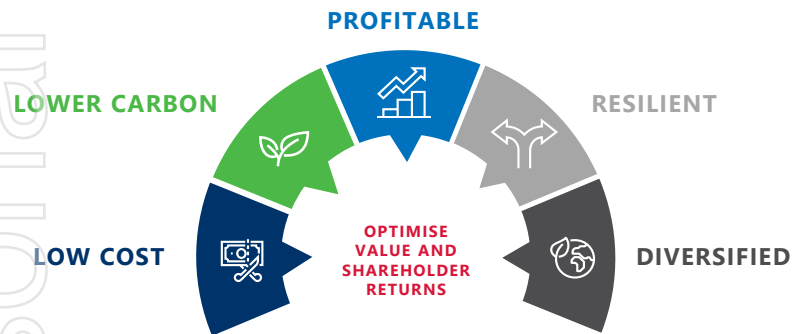 PROFITABLE
LOWER CARBON
RESILIENT
LOW COST
OPTIMISE
VALUE AND
SHAREHOLDER
RETURNS
DIVERSIFIED